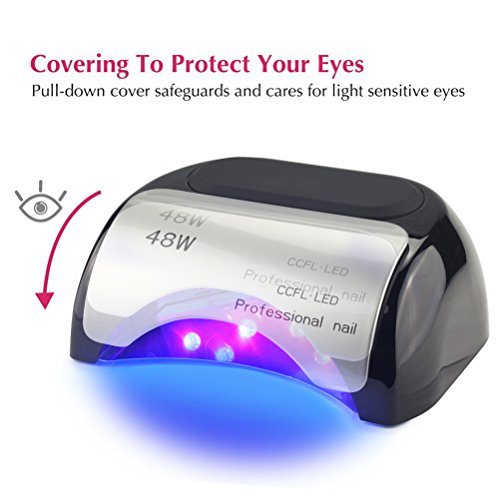 Covering To Protect Your Eyes
Pull-down cover safeguards and cares for light sensitive eyes
48W
48W
CCFL·LED
Professional nail
CCFL·LED
Professional nail